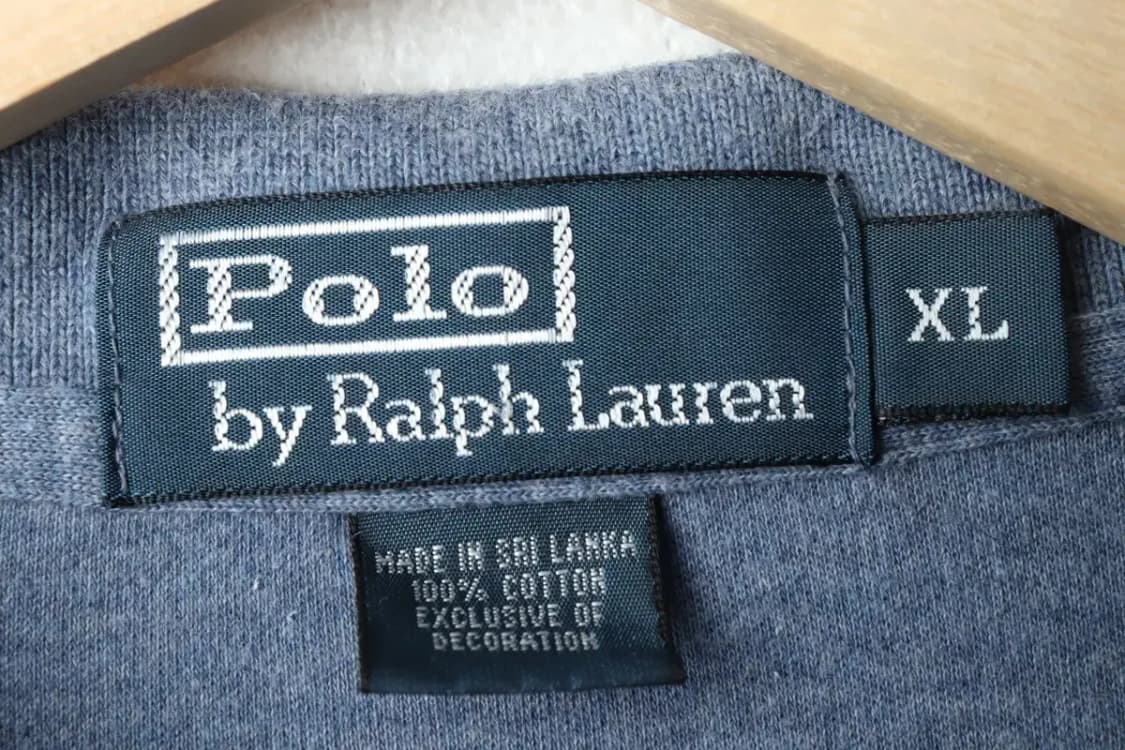 Polo
by Ralph Lauren
XL
MADE IN SRI LANKA
100% COTTON
EXCLUSIVE OF
DECORATION